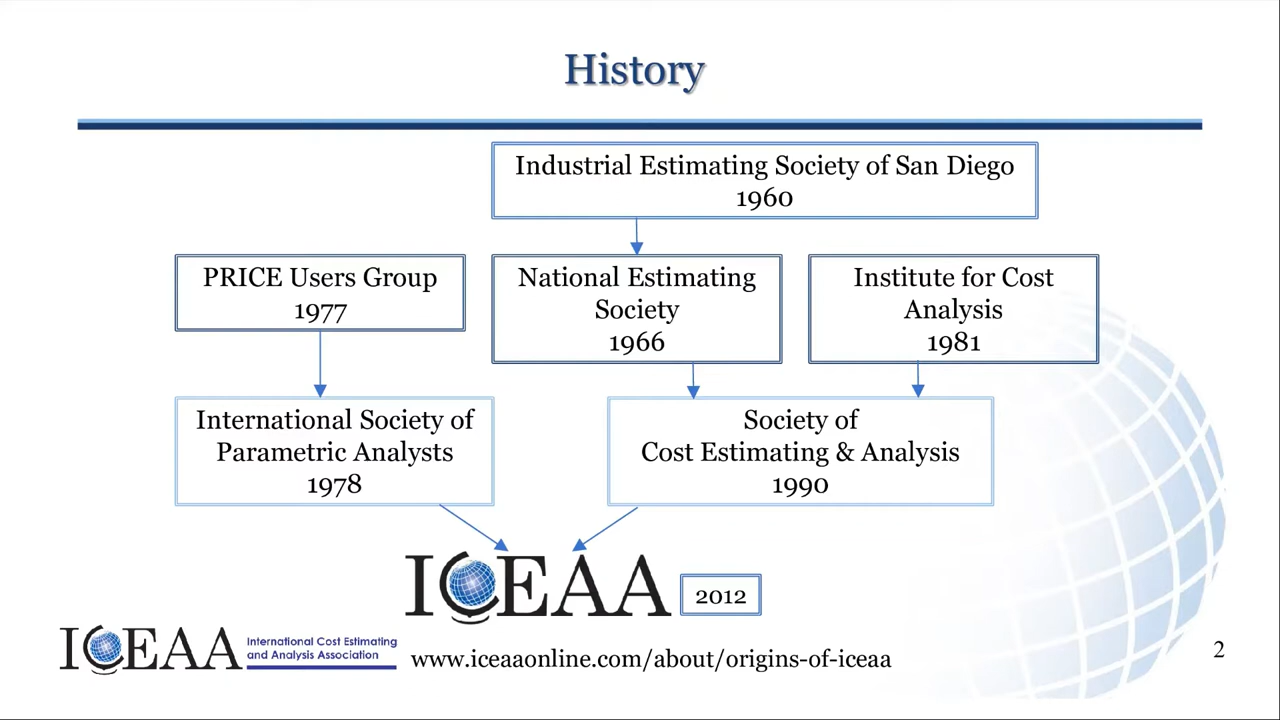 History
Industrial Estimating Society of San Diego
1960
PRICE Users Group
1977
National Estimating
Society
1966
Institute for Cost
Analysis
1981
International Society of
Parametric Analysts
1978
Society of
Cost Estimating & Analysis
1990
ICEAA
2012
ICEAA
International Cost Estimating
and Analysis Association
www.iceaaonline.com/about/origins-of-iceaa
2